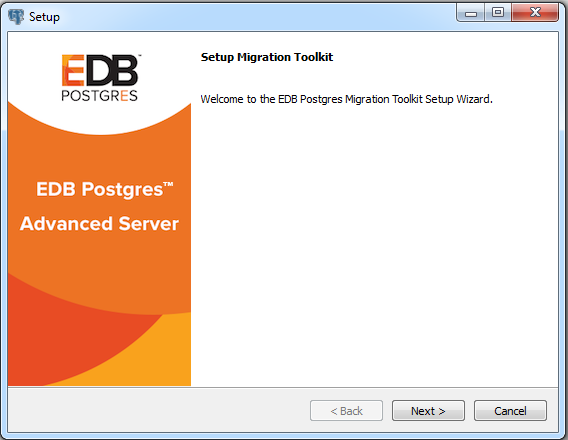 Setup
EDB™
POSTGRES
EDB Postgres™
Advanced Server
Setup Migration Toolkit
Welcome to the EDB Postgres Migration Toolkit Setup Wizard.
< Back
Next >
Cancel